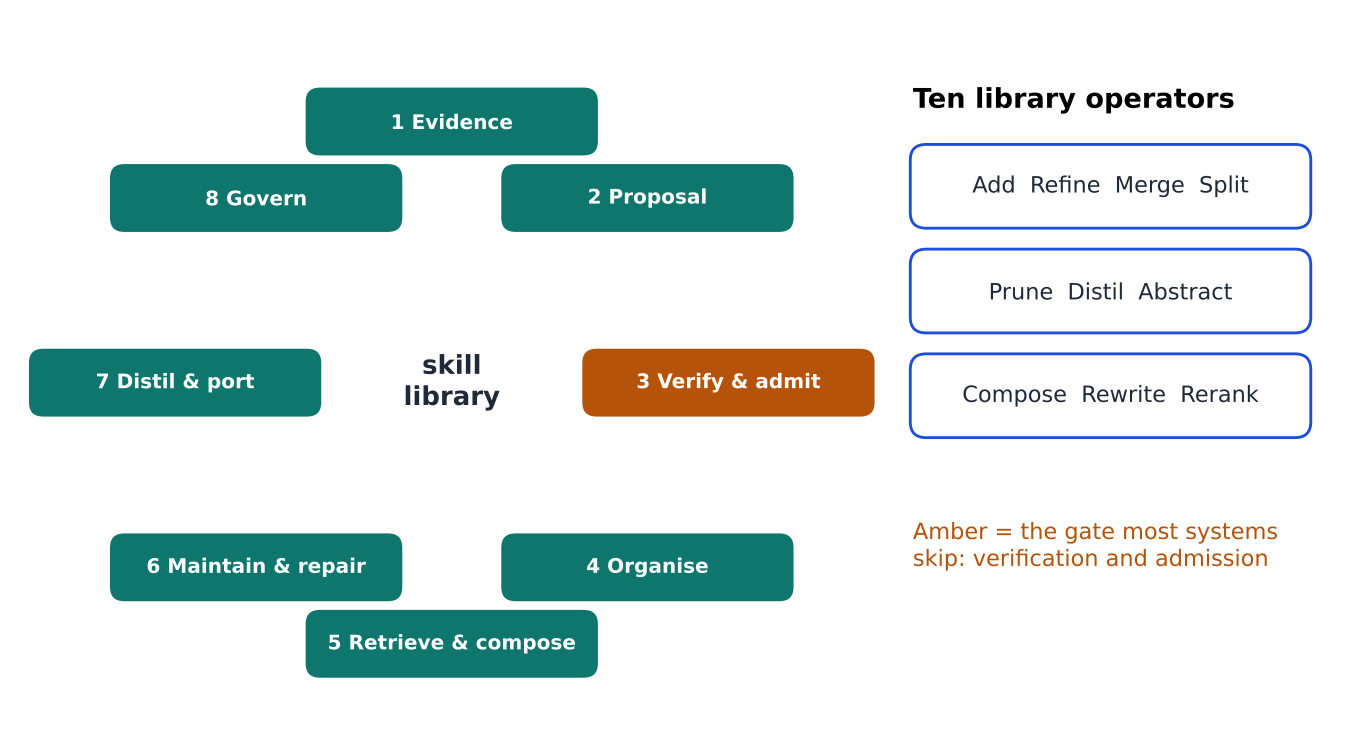 1 Evidence
8 Govern
2 Proposal
7 Distil & port
skill
library
3 Verify & admit
6 Maintain & repair
4 Organise
5 Retrieve & compose
Ten library operators
Add  Refine  Merge  Split
Prune  Distil  Abstract
Compose  Rewrite  Rerank
Amber = the gate most systems
skip: verification and admission